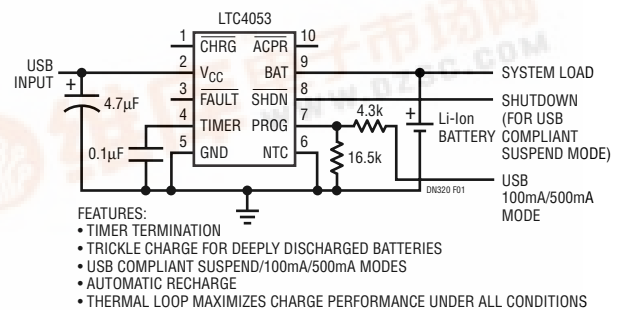 LTC4053
1 CHRG ACPR 10
USB INPUT 2 VCC BAT 9 SYSTEM LOAD
+ 4.7µF
3 FAULT SHDN 8 SHUTDOWN
(FOR USB
COMPLIANT
SUSPEND MODE)
4 TIMER PROG 7 4.3k
+ Li-Ion
BATTERY
0.1µF
5 GND NTC 6
16.5k
USB
100mA/500mA
MODE
DN320 F01
FEATURES:
• TIMER TERMINATION
• TRICKLE CHARGE FOR DEEPLY DISCHARGED BATTERIES
• USB COMPLIANT SUSPEND/100mA/500mA MODES
• AUTOMATIC RECHARGE
• THERMAL LOOP MAXIMIZES CHARGE PERFORMANCE UNDER ALL CONDITIONS